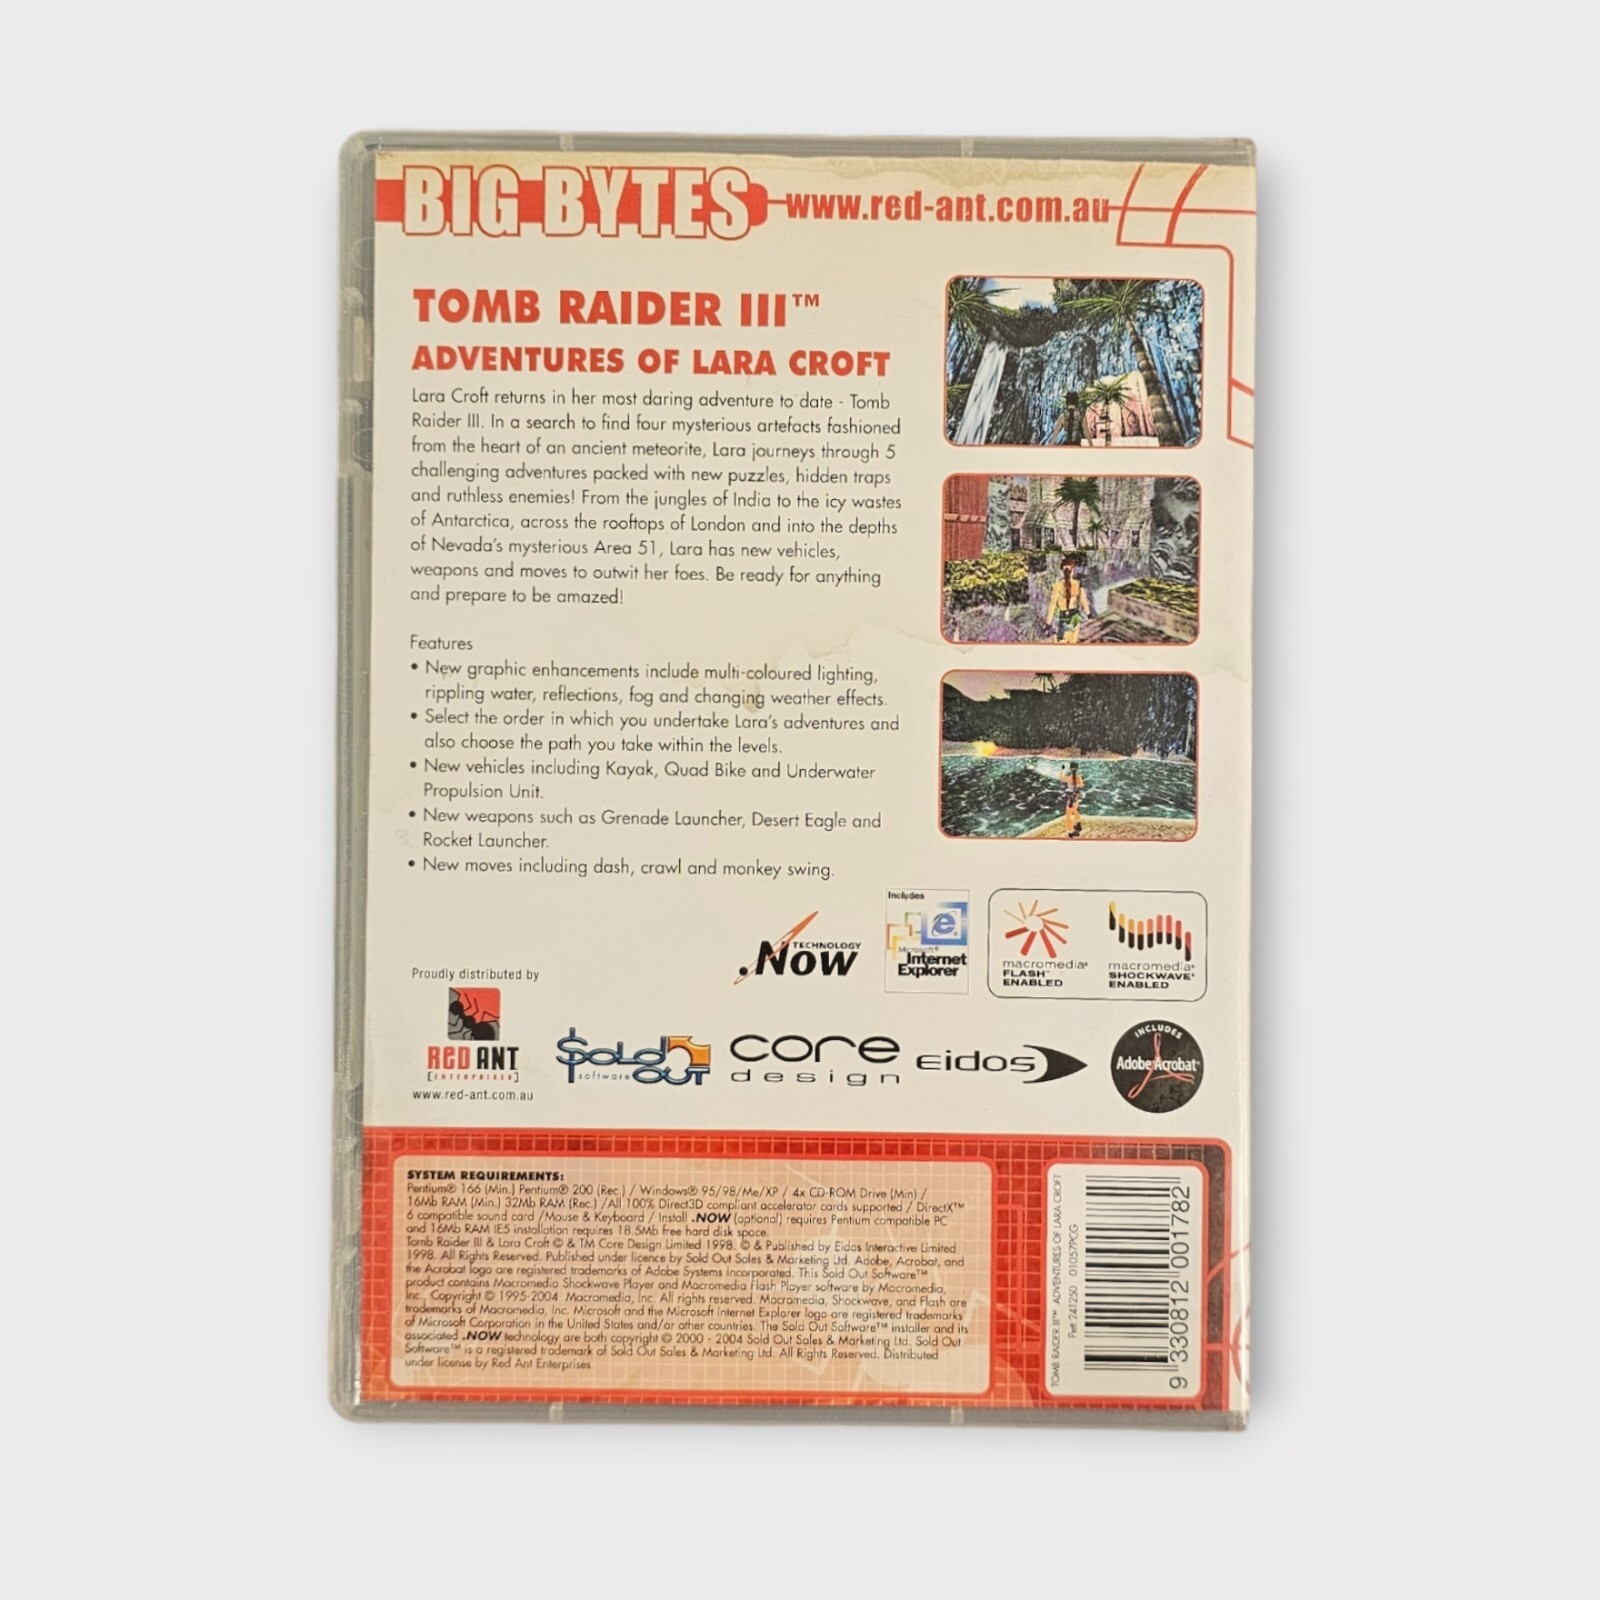 BIG BYTES www.red-ant.com.au
TOMB RAIDER III™
ADVENTURES OF LARA CROFT
Lara Croft returns in her most daring adventure to date - Tomb
Raider III. In a search to find four mysterious artefacts fashioned
from the heart of an ancient meteorite, Lara journeys through 5
challenging adventures packed with new puzzles, hidden traps
and ruthless enemies! From the jungles of India to the icy wastes
of Antarctica, across the rooftops of London and into the depths
of Nevada's mysterious Area 51, Lara has new vehicles,
weapons and moves to outwit her foes. Be ready for anything
and prepare to be amazed!
Features
• New graphic enhancements include multi-coloured lighting,
rippling water, reflections, fog and changing weather effects.
• Select the order in which you undertake Lara's adventures and
also choose the path you take within the levels.
• New vehicles including Kayak, Quad Bike and Underwater
Propulsion Unit.
• New weapons such as Grenade Launcher, Desert Eagle and
Rocket Launcher.
• New moves including dash, crawl and monkey swing.
TECHNOLOGY
.Now
Includes
Microsoft®
Internet
Explorer
macromedia®
FLASH™
ENABLED
macromedia®
SHOCKWAVE®
ENABLED
Proudly distributed by
RED ANT
[ENTERPRISES]
www.red-ant.com.au
Sold
software OUT
core
design
eidos
INCLUDES
Adobe Acrobat®
SYSTEM REQUIREMENTS:
Pentium® 166 (Min.) Pentium® 200 (Rec.) / Windows® 95/98/Me/XP / 4x CD-ROM Drive (Min) /
16Mb RAM (Min.) 32Mb RAM (Rec.) /All 100% Direct3D compliant accelerator cards supported / DirectX™
6 compatible sound card /Mouse & Keyboard / Install .NOW (optional) requires Pentium compatible PC
and 16Mb RAM IE5 installation requires 18.5Mb free hard disk space.
Tomb Raider III & Lara Croft © & TM Core Design Limited 1998. © & Published by Eidos Interactive Limited
1998. All Rights Reserved. Published under licence by Sold Out Sales & Marketing Ltd. Adobe, Acrobat, and
the Acrobat logo are registered trademarks of Adobe Systems Incorporated. This Sold Out Software™
product contains Macromedia Shockwave Player and Macromedia Flash Player software by Macromedia,
Inc., Copyright © 1995-2004 Macromedia, Inc. All rights reserved. Macromedia, Shockwave, and Flash are
trademarks of Macromedia, Inc. Microsoft and the Microsoft Internet Explorer logo are registered trademarks
of Microsoft Corporation in the United States and/or other countries. The Sold Out Software™ installer and its
associated .NOW technology are both copyright © 2000 - 2004 Sold Out Sales & Marketing Ltd. Sold Out
Software™ is a registered trademark of Sold Out Sales & Marketing Ltd. All Rights Reserved. Distributed
under license by Red Ant Enterprises
TOMB RAIDER III™ ADVENTURES OF LARA CROFT
Pett 241250 01057PCG
9 330812 001782